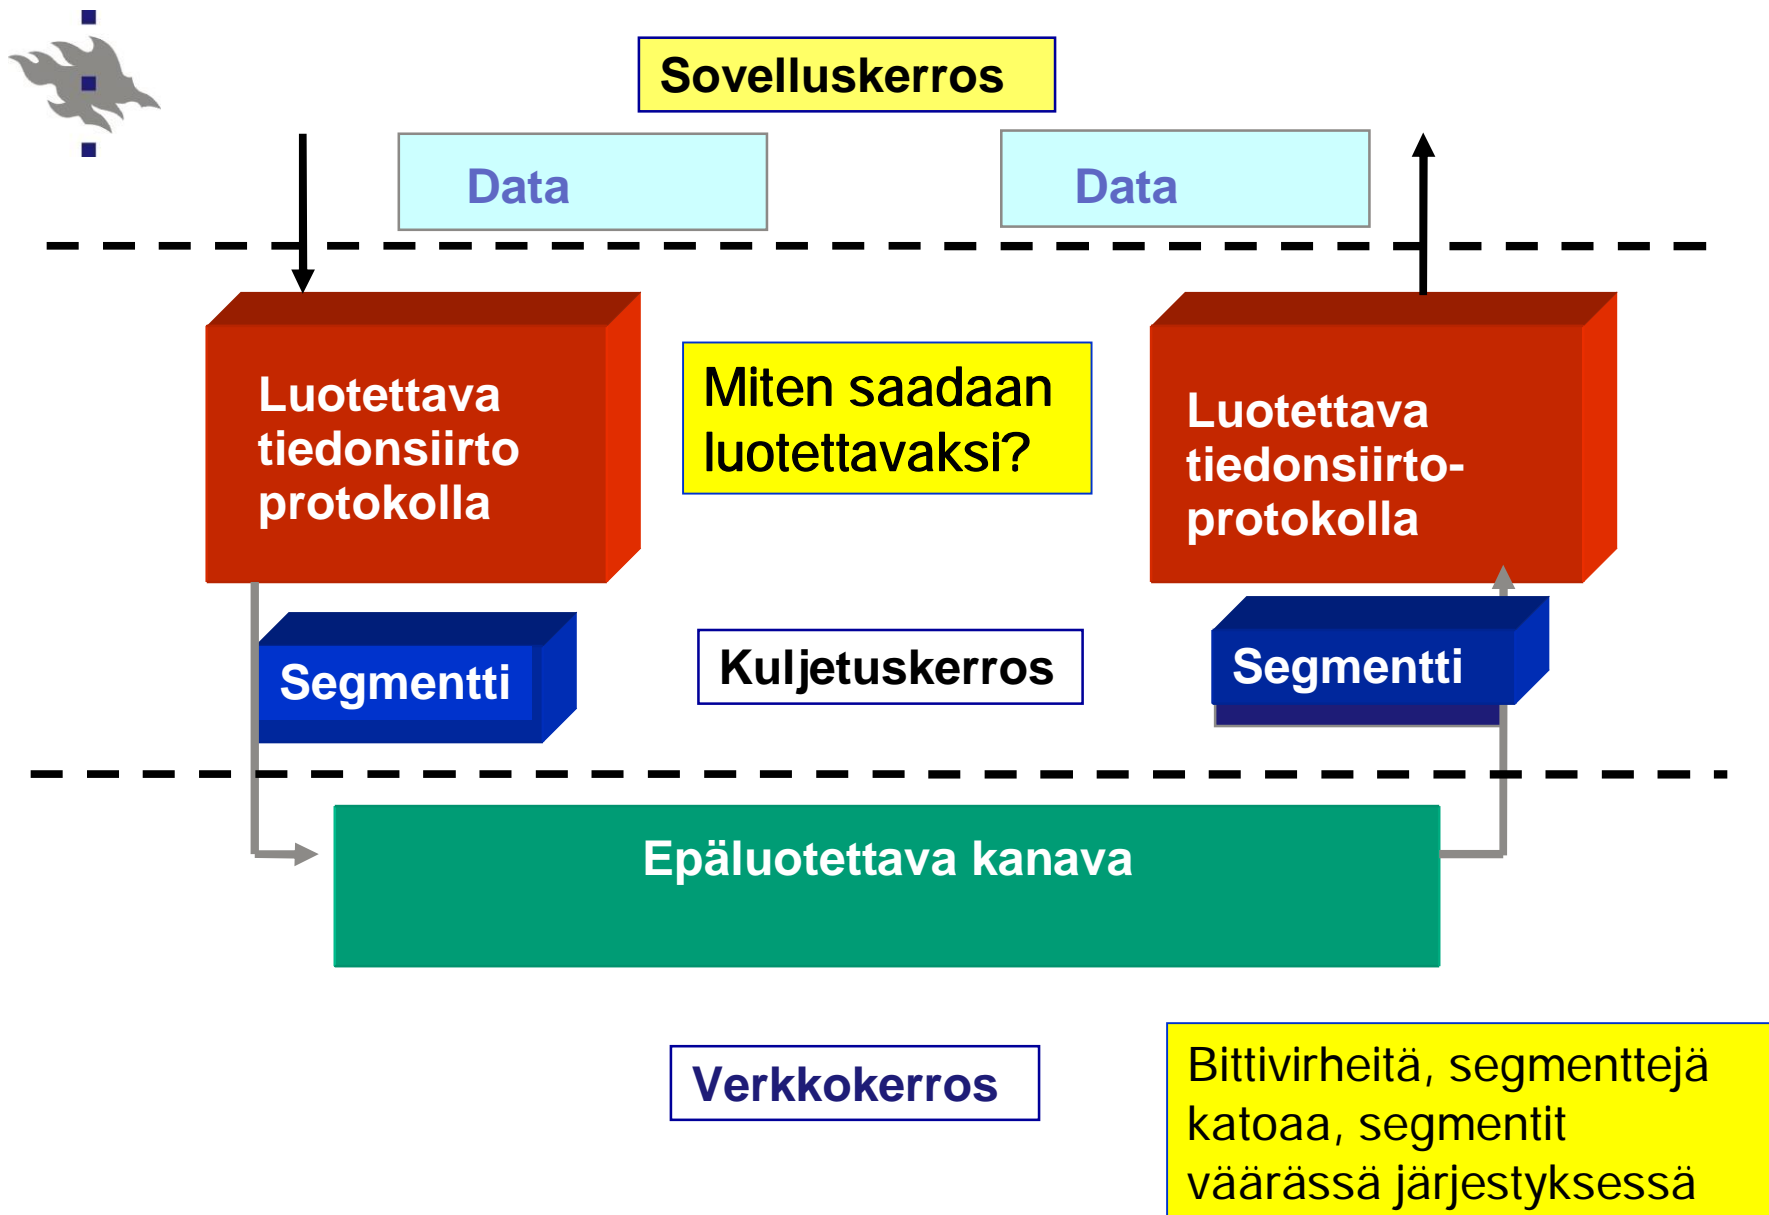 Sovelluskerros
Data
Data
Luotettava
tiedonsiirto
protokolla
Miten saadaan
luotettavaksi?
Luotettava
tiedonsiirto-
protokolla
Segmentti
Kuljetuskerros
Segmentti
Epäluotettava kanava
Verkkokerros
Bittivirheitä, segmenttejä
katoaa, segmentit
väärässä järjestyksessä